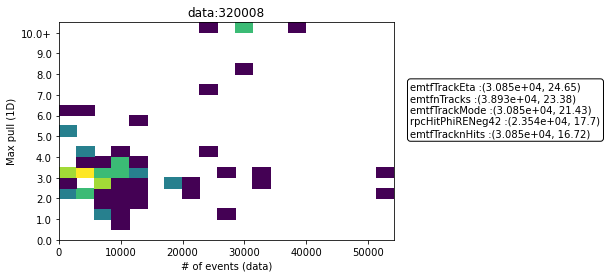 data:320008
Max pull (1D)
10.0+
9.0
8.0
7.0
6.0
5.0
4.0
3.0
2.0
1.0
0.0
0 10000 20000 30000 40000 50000
# of events (data)
emtfTrackEta :(3.085e+04, 24.65)
emtfnTracks :(3.893e+04, 23.38)
emtfTrackMode :(3.085e+04, 21.43)
rpcHitPhiRENeg42 :(2.354e+04, 17.7)
emtfTracknHits :(3.085e+04, 16.72)